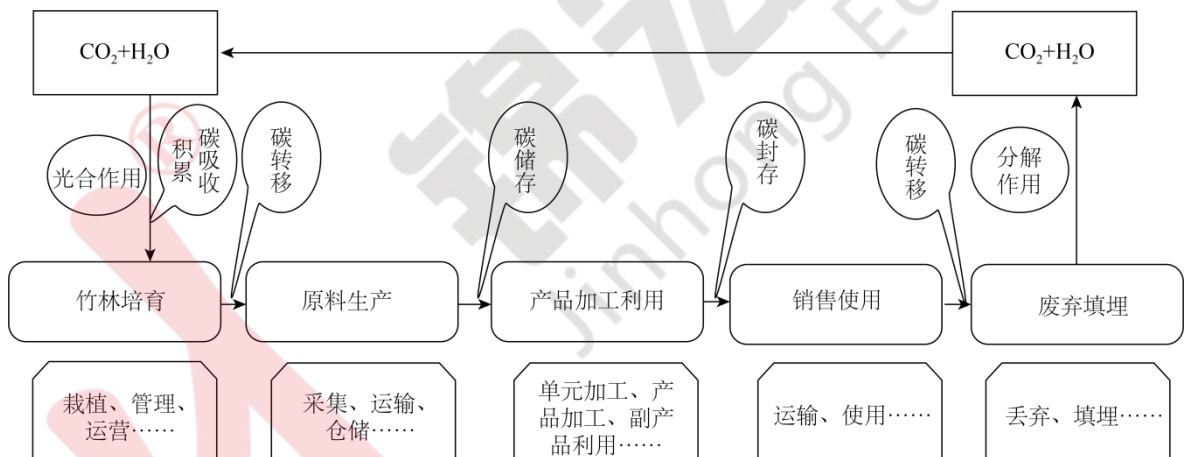 CO₂+H₂O
CO₂+H₂O
光合作用
碳吸收
积累
碳转移
碳储存
碳封存
碳转移
分解
作用
竹林培育
原料生产
产品加工利用
销售使用
废弃填埋
栽植、管理、
运营……
采集、运输、
仓储……
单元加工、产
品加工、副产
品利用……
运输、使用……
丢弃、填埋……
®
Jinhong